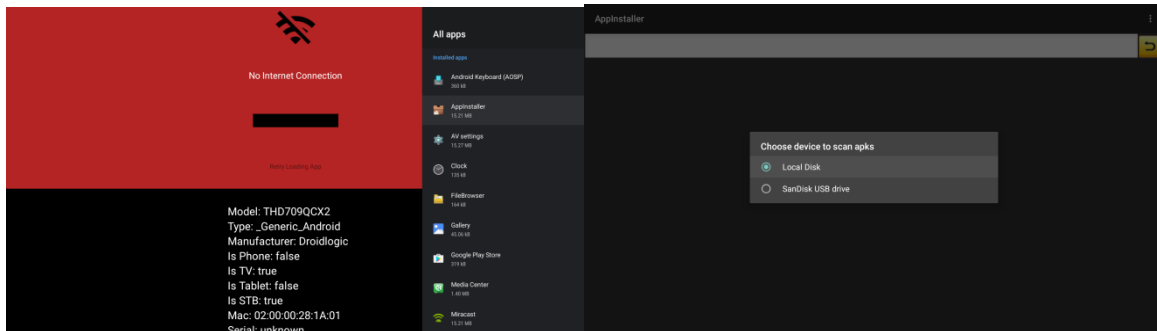 No Internet Connection
Retry Loading App
Model: THD709QCX2
Type: _Generic_Android
Manufacturer: Droidlogic
Is Phone: false
Is TV: true
Is Tablet: false
Is STB: true
Mac: 02:00:00:28:1A:01
Serial: unknown
All apps
Installed apps
Android Keyboard (AOSP)
360 kB
AppInstaller
15.21 MB
AV settings
15.27 MB
Clock
139 kB
FileBrowser
164 kB
Gallery
45.06 kB
Google Play Store
319 kB
Media Center
1.40 MB
Miracast
15.21 MB
AppInstaller
Choose device to scan apks
Local Disk
SanDisk USB drive